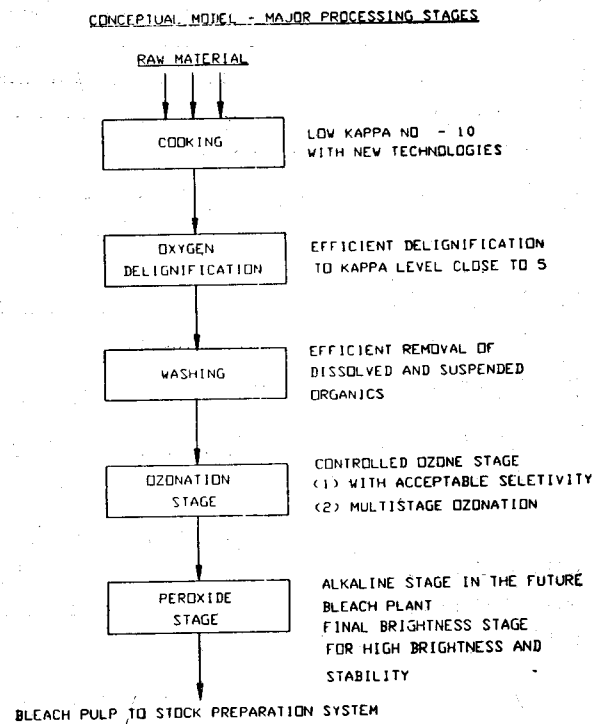 CONCEPTUAL MODEL - MAJOR PROCESSING STAGES
RAW MATERIAL
COOKING
LOW KAPPA NO - 10
WITH NEW TECHNOLOGIES
OXYGEN
DELIGNIFICATION
EFFICIENT DELIGNIFICATION
TO KAPPA LEVEL CLOSE TO 5
WASHING
EFFICIENT REMOVAL OF
DISSOLVED AND SUSPENDED
ORGANICS
OZONATION
STAGE
CONTROLLED OZONE STAGE
(1) WITH ACCEPTABLE SELETIVITY
(2) MULTISTAGE OZONATION
PEROXIDE
STAGE
ALKALINE STAGE IN THE FUTURE
BLEACH PLANT
FINAL BRIGHTNESS STAGE
FOR HIGH BRIGHTNESS AND
STABILITY
BLEACH PULP TO STOCK PREPARATION SYSTEM